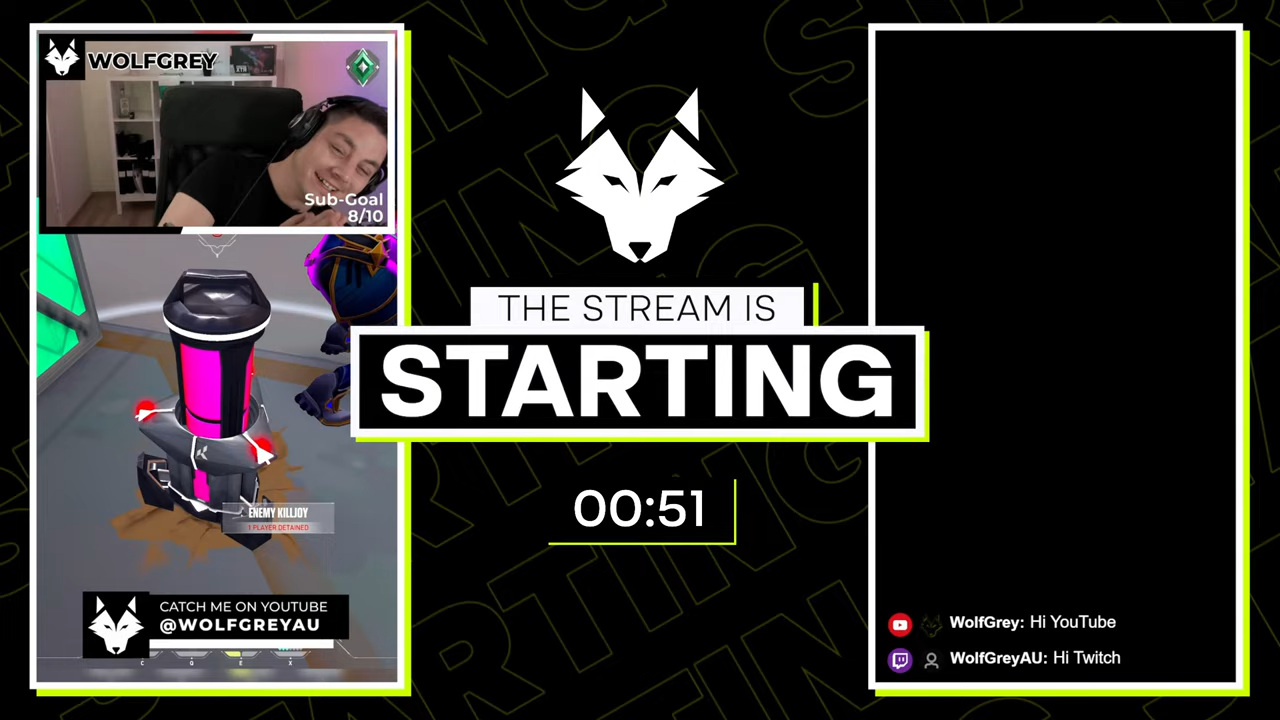 WOLFGREY
Sub-Goal
8/10
ENEMY KILLJOY
1 PLAYER DETAINED
CATCH ME ON YOUTUBE
@WOLFGREYAU
C Q E X
THE STREAM IS
STARTING
00:51
WolfGrey: Hi YouTube
WolfGreyAU: Hi Twitch